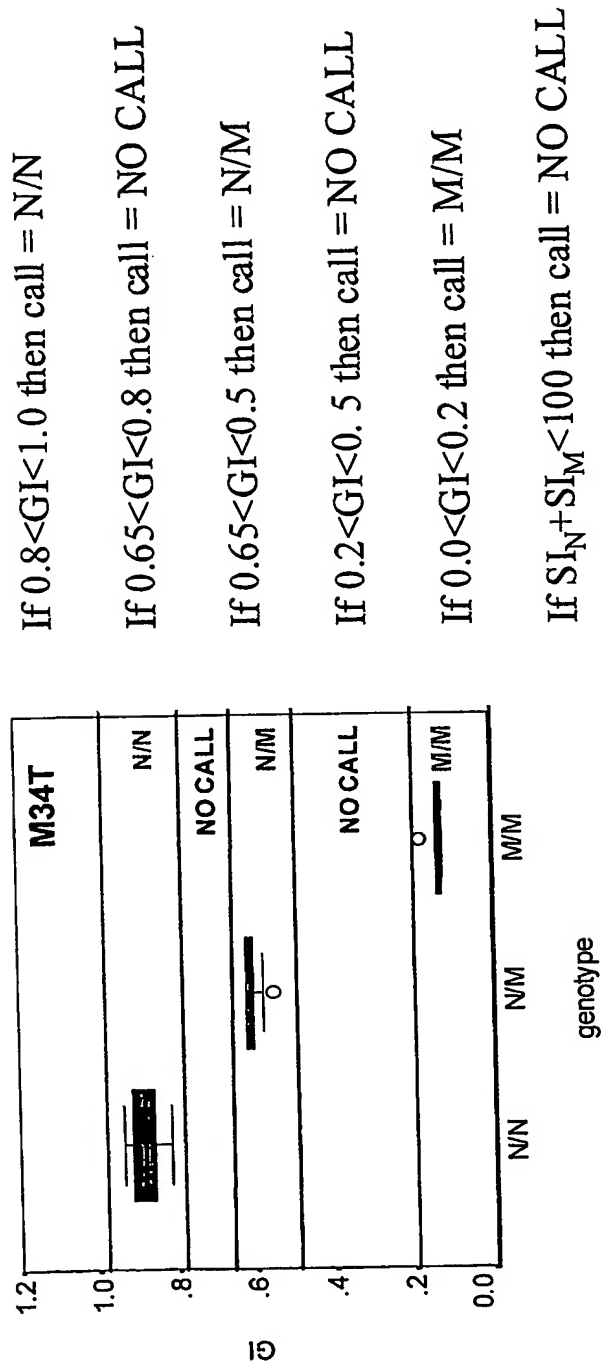 M34T
1.2
1.0
.8
.6
.4
.2
0.0
GI
N/N
NO CALL
N/M
NO CALL
M/M
N/N
N/M
M/M
genotype
If 0.8<GI<1.0 then call = N/N
If 0.65<GI<0.8 then call = NO CALL
If 0.65<GI<0.5 then call = N/M
If 0.2<GI<0. 5 then call = NO CALL
If 0.0<GI<0.2 then call = M/M
If SI_N+SI_M<100 then call = NO CALL